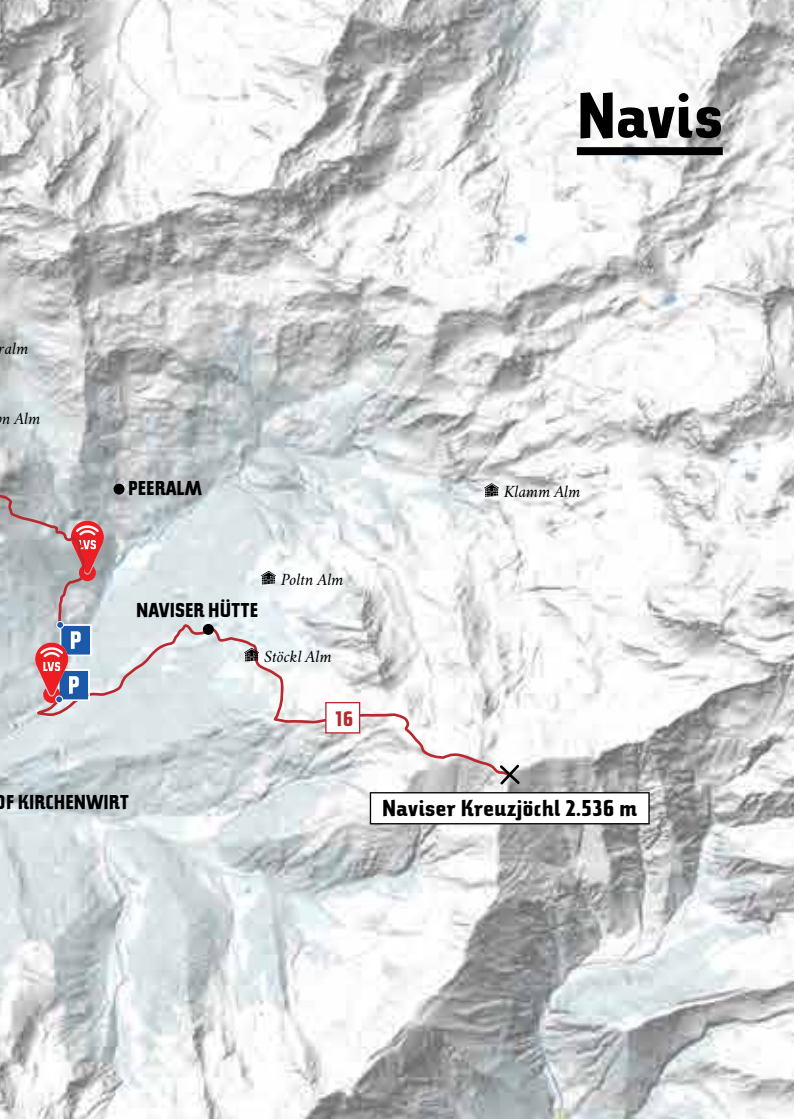 Navis
ralm
m Alm
PEERALM
Klamm Alm
LVS
Poltn Alm
NAVISER HÜTTE
P
Stöckl Alm
LVS
P
16
Naviser Kreuzjöchl 2.536 m
OF KIRCHENWIRT